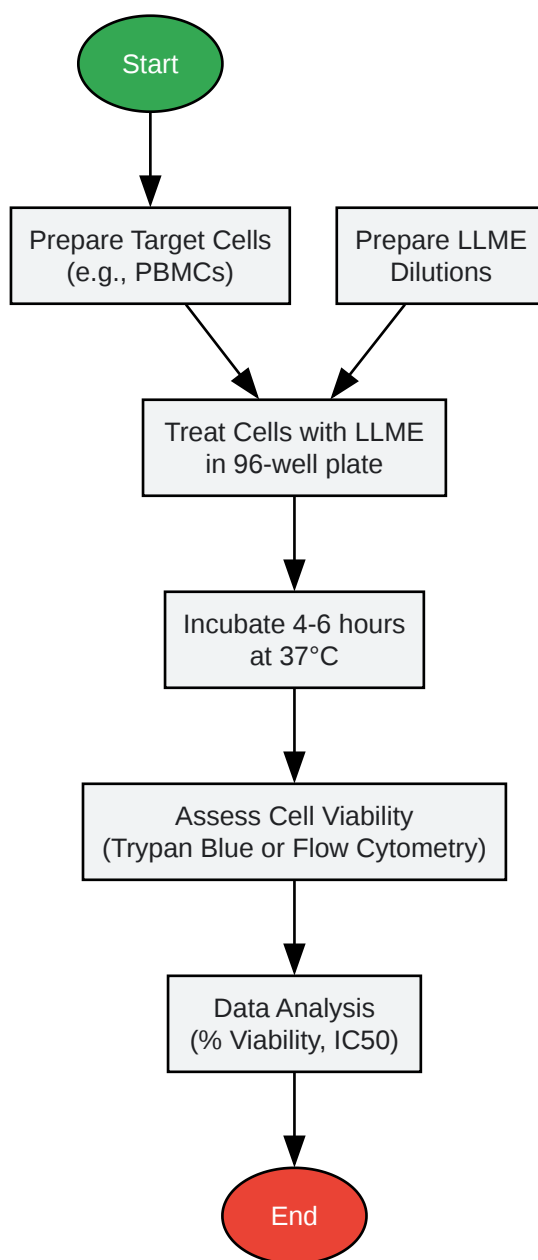 Start
Prepare Target Cells
(e.g., PBMCs)
Prepare LLME
Dilutions
Treat Cells with LLME
in 96-well plate
Incubate 4-6 hours
at 37°C
Assess Cell Viability
(Trypan Blue or Flow Cytometry)
Data Analysis
(% Viability, IC50)
End